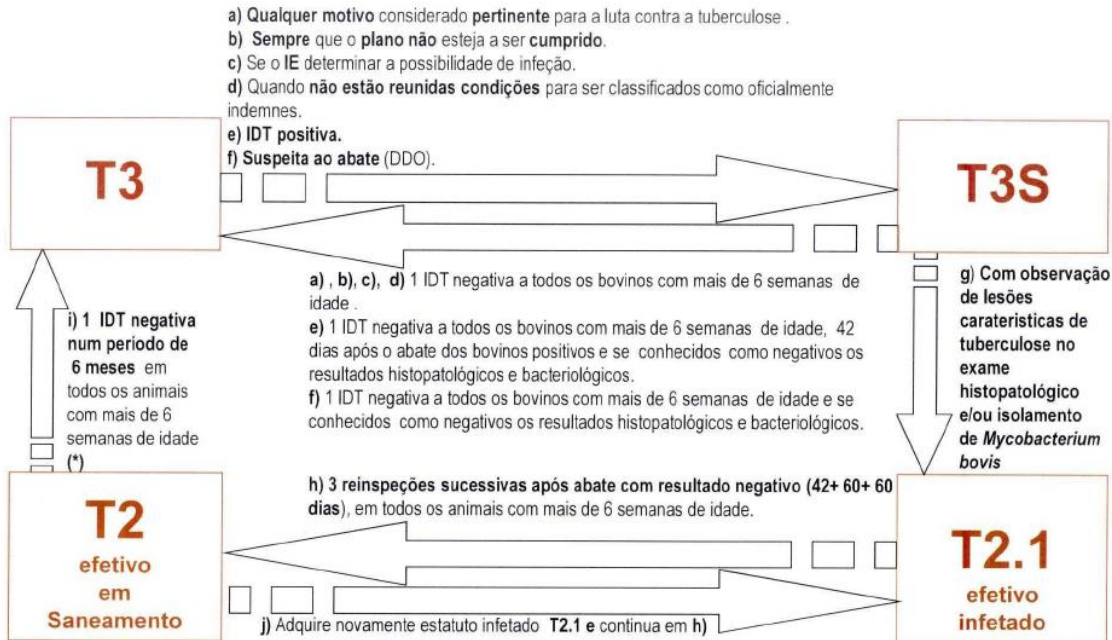 a) Qualquer motivo considerado pertinente para a luta contra a tuberculose .
b) Sempre que o plano não esteja a ser cumprido.
c) Se o IE determinar a possibilidade de infeção.
d) Quando não estão reunidas condições para ser classificados como oficialmente
indemnes.
e) IDT positiva.
f) Suspeita ao abate (DDO).
T3
T3S
a) , b), c), d) 1 IDT negativa a todos os bovinos com mais de 6 semanas de
idade .
e) 1 IDT negativa a todos os bovinos com mais de 6 semanas de idade, 42
dias após o abate dos bovinos positivos e se conhecidos como negativos os
resultados histopatológicos e bacteriológicos.
f) 1 IDT negativa a todos os bovinos com mais de 6 semanas de idade e se
conhecidos como negativos os resultados histopatológicos e bacteriológicos.
g) Com observação
de lesões
caraterísticas de
tuberculose no
exame
histopatológico
e/ou isolamento
de Mycobacterium
bovis
i) 1 IDT negativa
num período de
6 meses em
todos os animais
com mais de 6
semanas de idade
(*)
h) 3 reinspeções sucessivas após abate com resultado negativo (42+ 60+ 60
dias), em todos os animais com mais de 6 semanas de idade.
T2
efetivo
em
Saneamento
T2.1
efetivo
infetado
j) Adquire novamente estatuto infetado T2.1 e continua em h)